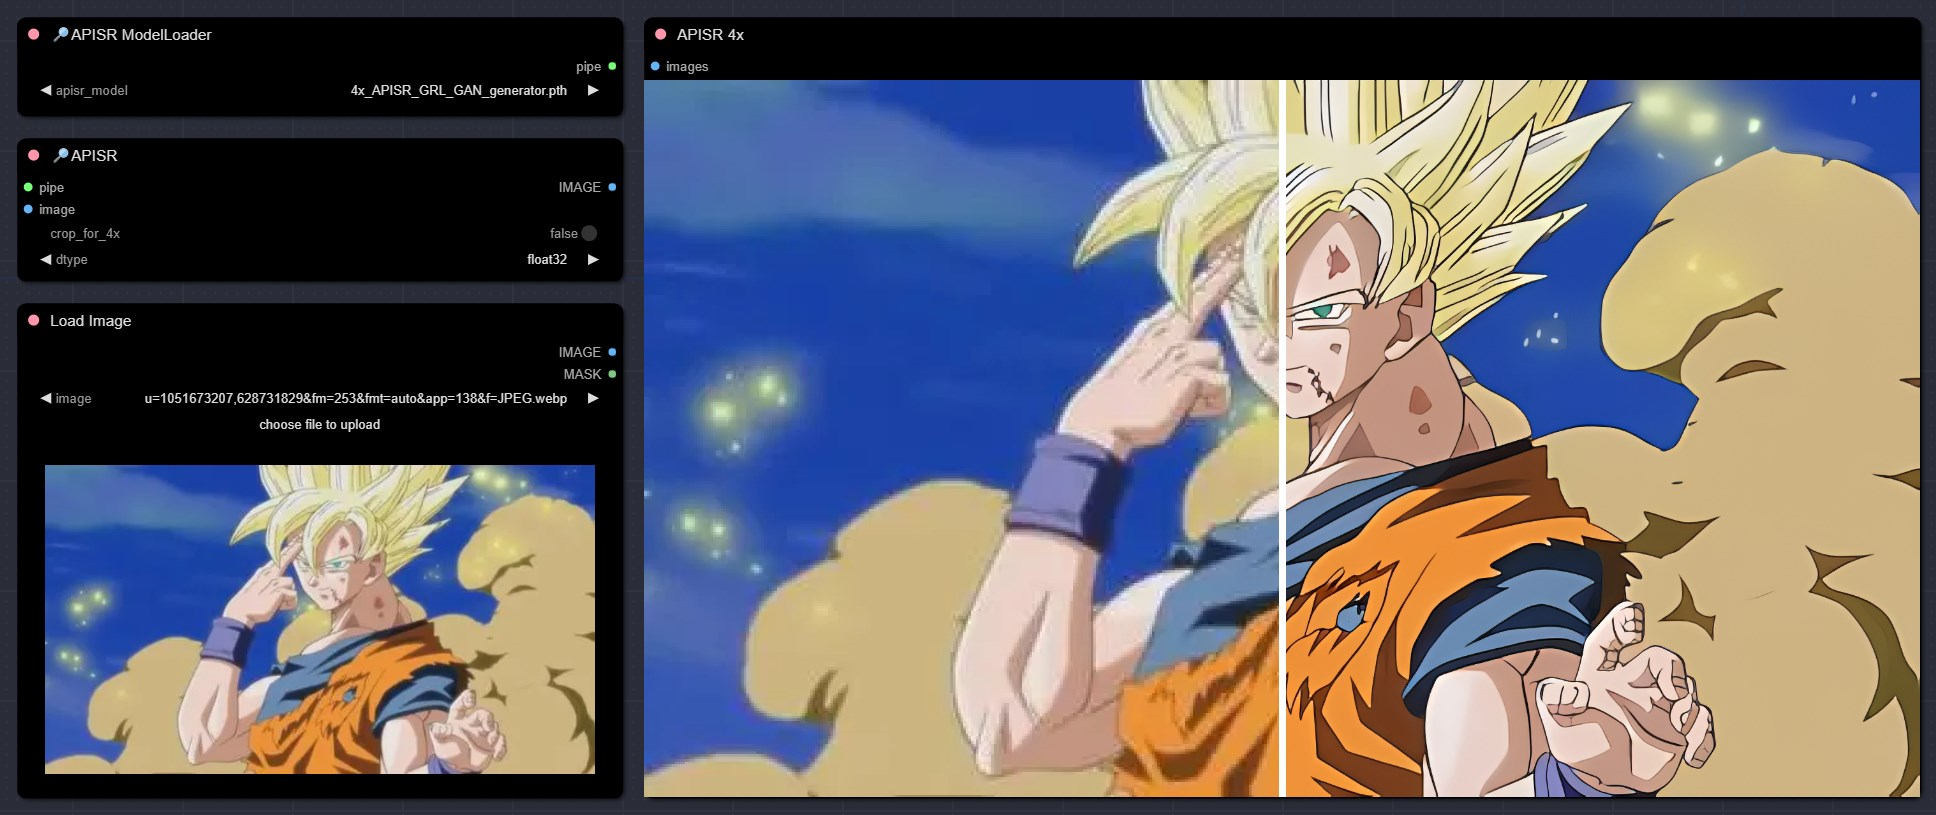 🔎APISR ModelLoader
pipe
apisr_model 4x_APISR_GRL_GAN_generator.pth
🔎APISR
pipe IMAGE
image
crop_for_4x false
dtype float32
Load Image
IMAGE
MASK
image u=1051673207,628731829&fm=253&fmt=auto&app=138&f=JPEG.webp
choose file to upload
APISR 4x
images